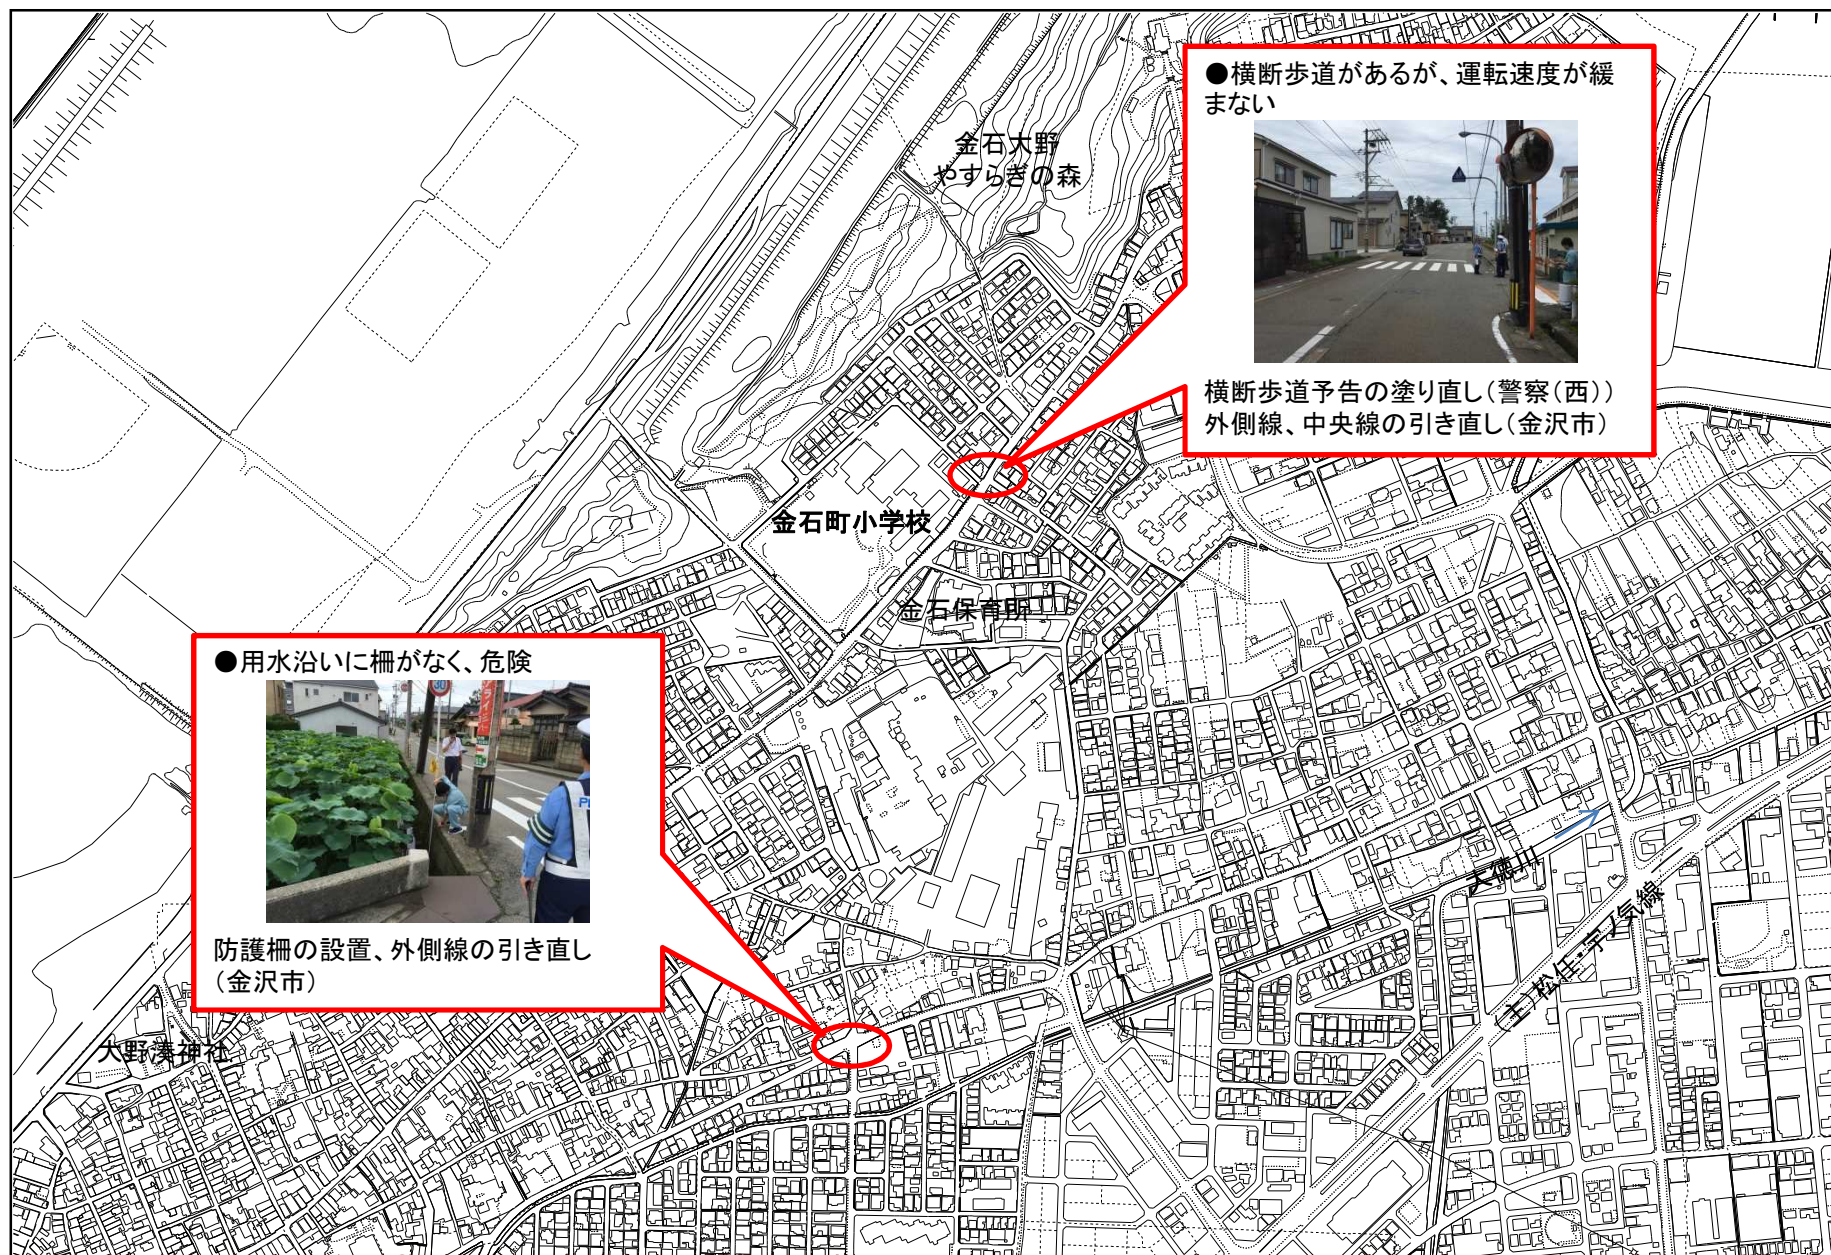 ●横断歩道があるが、運転速度が緩
まない
横断歩道予告の塗り直し（警察（西））
外側線、中央線の引き直し（金沢市）
金石大野
やすらぎの森
金石町小学校
金石保育所
●用水沿いに柵がなく、危険
30
防護柵の設置、外側線の引き直し
（金沢市）
大野湊神社
大徳川
（主）松任・宇ノ気線